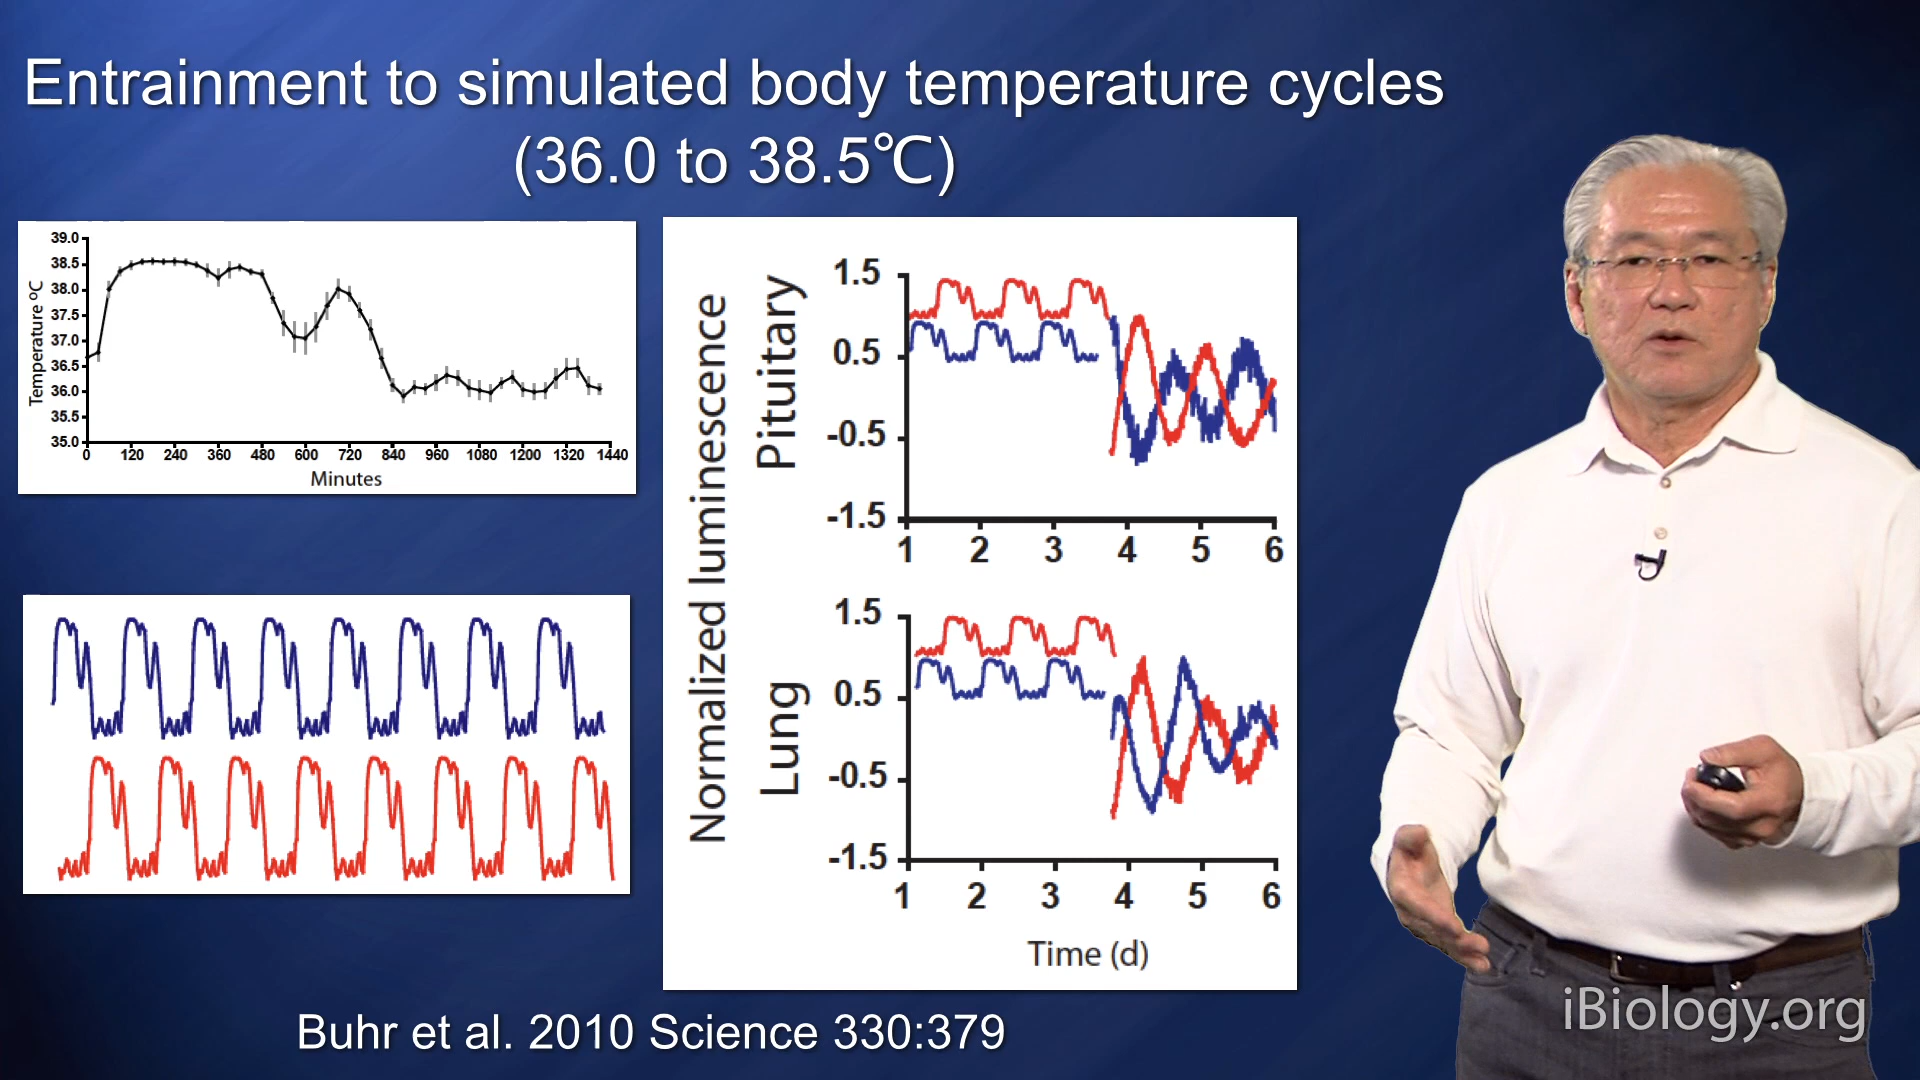 Entrainment to simulated body temperature cycles
(36.0 to 38.5℃)
39.0
38.5
38.0
37.5
37.0
36.5
36.0
35.5
35.0
Temperature ºC
0 120 240 360 480 600 720 840 960 1080 1200 1320 1440
Minutes
Normalized luminescence
Pituitary
1.5
0.5
-0.5
-1.5
1 2 3 4 5 6
Lung
1.5
0.5
-0.5
-1.5
1 2 3 4 5 6
Time (d)
Buhr et al. 2010 Science 330:379
iBiology.org